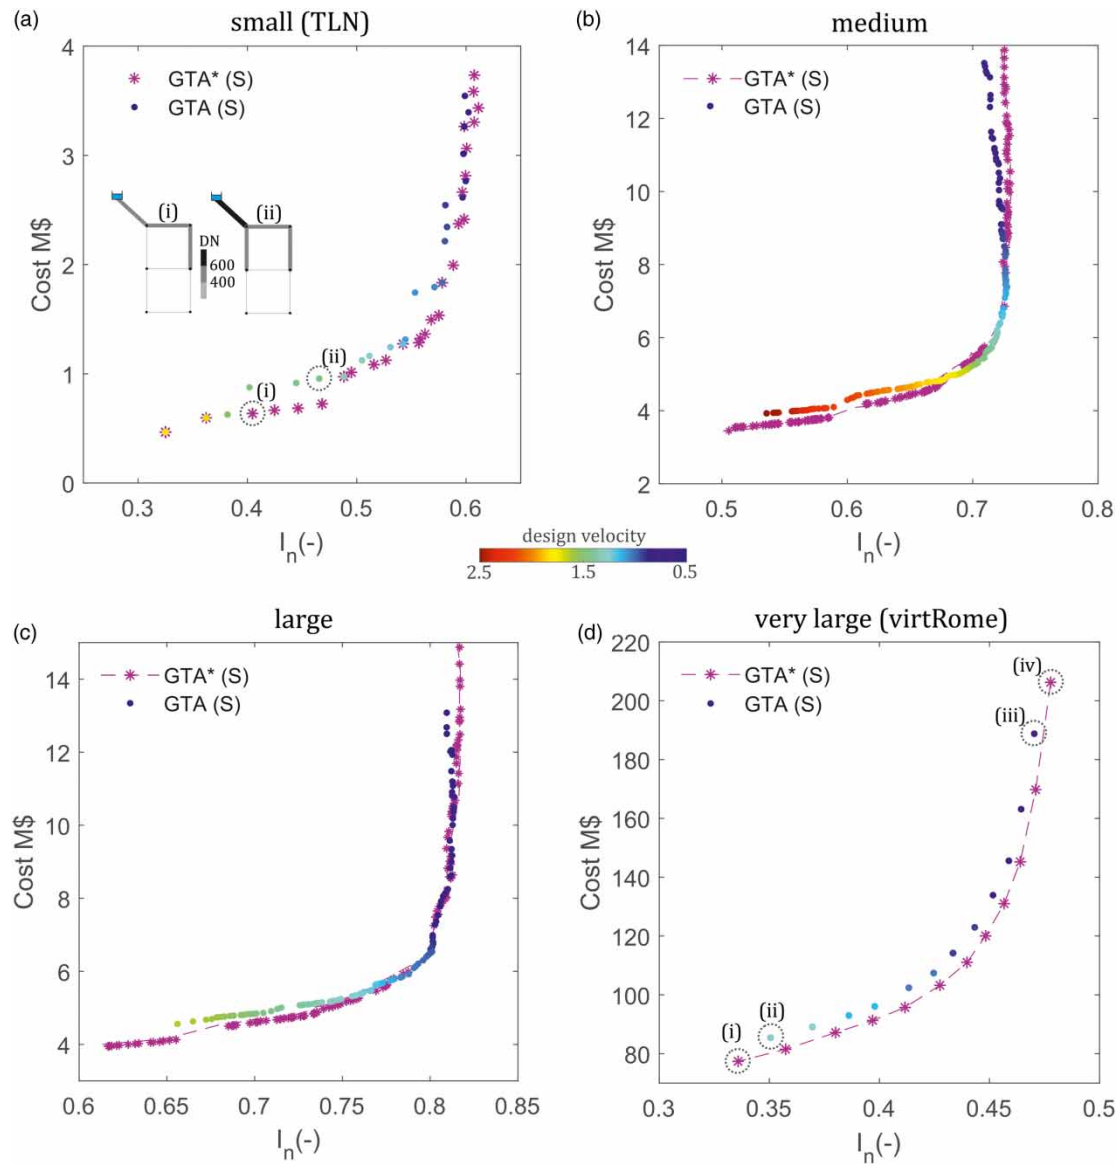 (a) small (TLN)
4
3
2
1
0
Cost M$
GTA* (S)
GTA (S)
(i)
(ii)
DN
600
400
(ii)
(i)
0.3 0.4 0.5 0.6
I_n(-)
(b) medium
14
12
10
8
6
4
2
Cost M$
GTA* (S)
GTA (S)
0.5 0.6 0.7 0.8
I_n(-)
design velocity
2.5 1.5 0.5
(c) large
14
12
10
8
6
4
Cost M$
GTA* (S)
GTA (S)
0.6 0.65 0.7 0.75 0.8 0.85
I_n(-)
(d) very large (virtRome)
220
200
180
160
140
120
100
80
Cost M$
GTA* (S)
GTA (S)
(iv)
(iii)
(ii)
(i)
0.3 0.35 0.4 0.45 0.5
I_n(-)